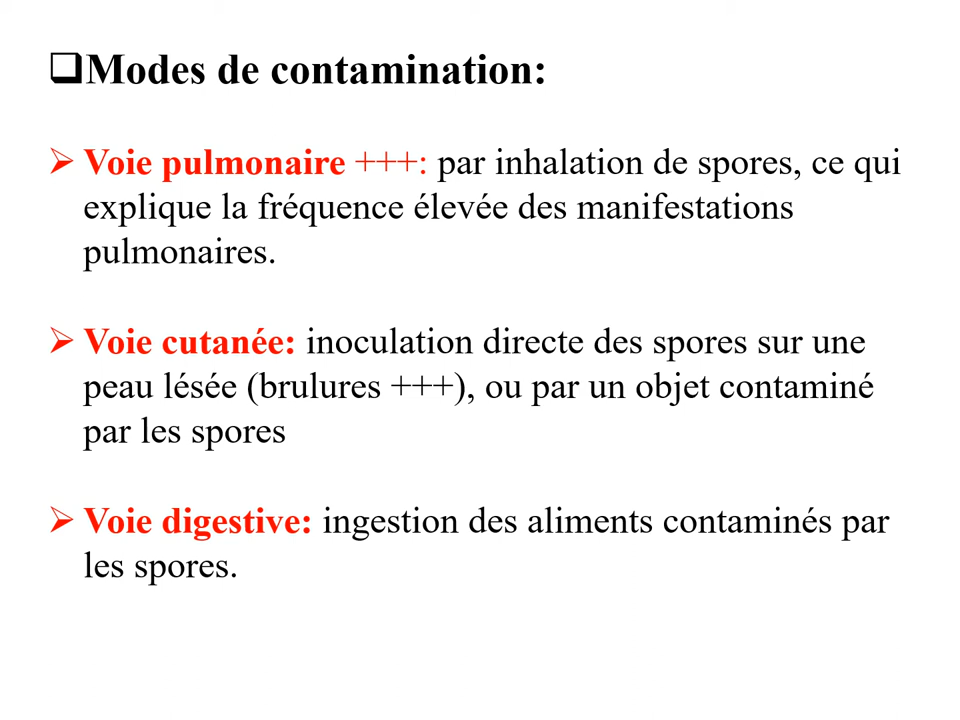 ❑Modes de contamination:
➢ Voie pulmonaire +++: par inhalation de spores, ce qui
explique la fréquence élevée des manifestations
pulmonaires.
➢ Voie cutanée: inoculation directe des spores sur une
peau lésée (brulures +++), ou par un objet contaminé
par les spores
➢ Voie digestive: ingestion des aliments contaminés par
les spores.